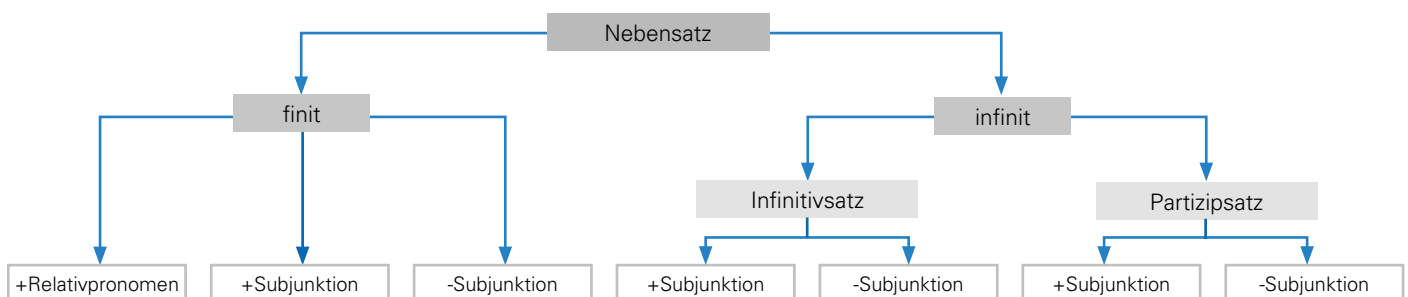 Nebensatz
finit
infinit
Infinitivsatz
Partizipsatz
+Relativpronomen
+Subjunktion
-Subjunktion
+Subjunktion
-Subjunktion
+Subjunktion
-Subjunktion